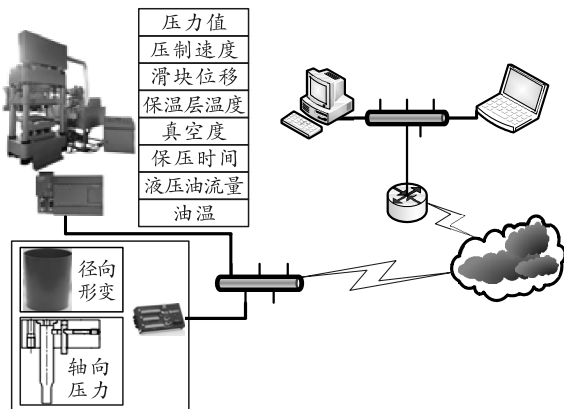 压力值
压制速度
滑块位移
保温层温度
真空度
保压时间
液压油流量
油温
径向
形变
轴向
压力